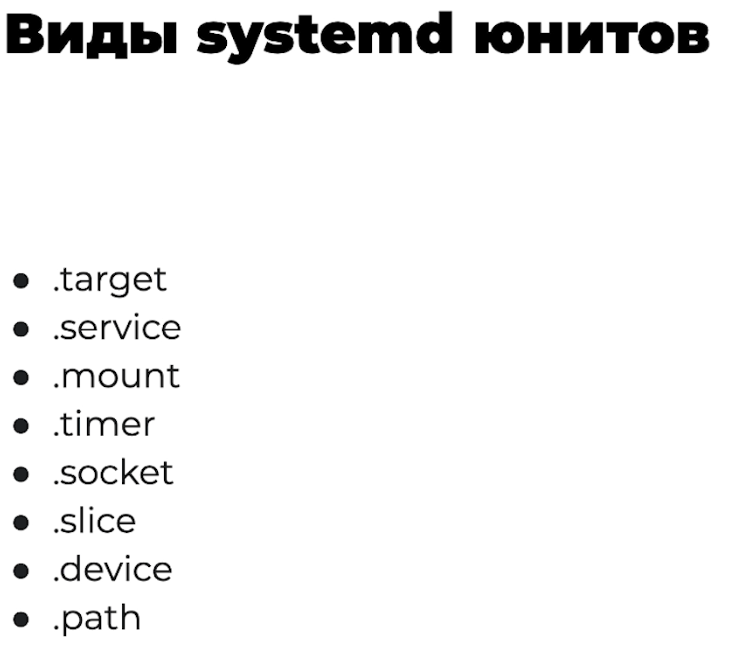 Виды systemd юнитов
● .target
● .service
● .mount
● .timer
● .socket
● .slice
● .device
● .path